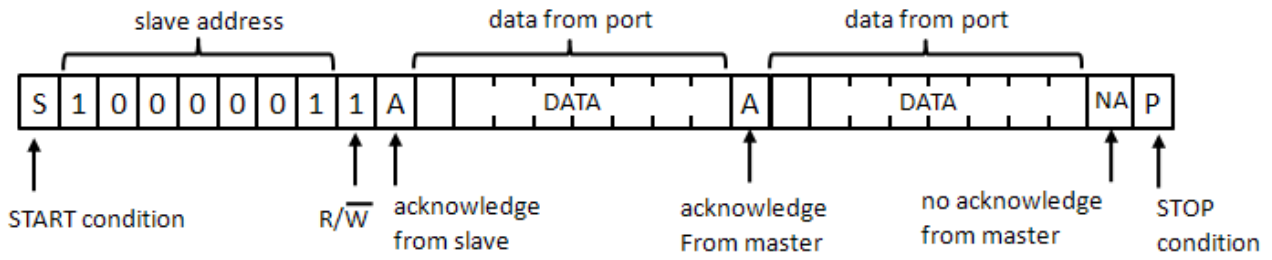 slave address data from port data from port
S 1 0 0 0 0 0 1 1 A DATA A DATA NA P
START condition
R/W̅
acknowledge
from slave
acknowledge
From master
no acknowledge
from master
STOP
condition